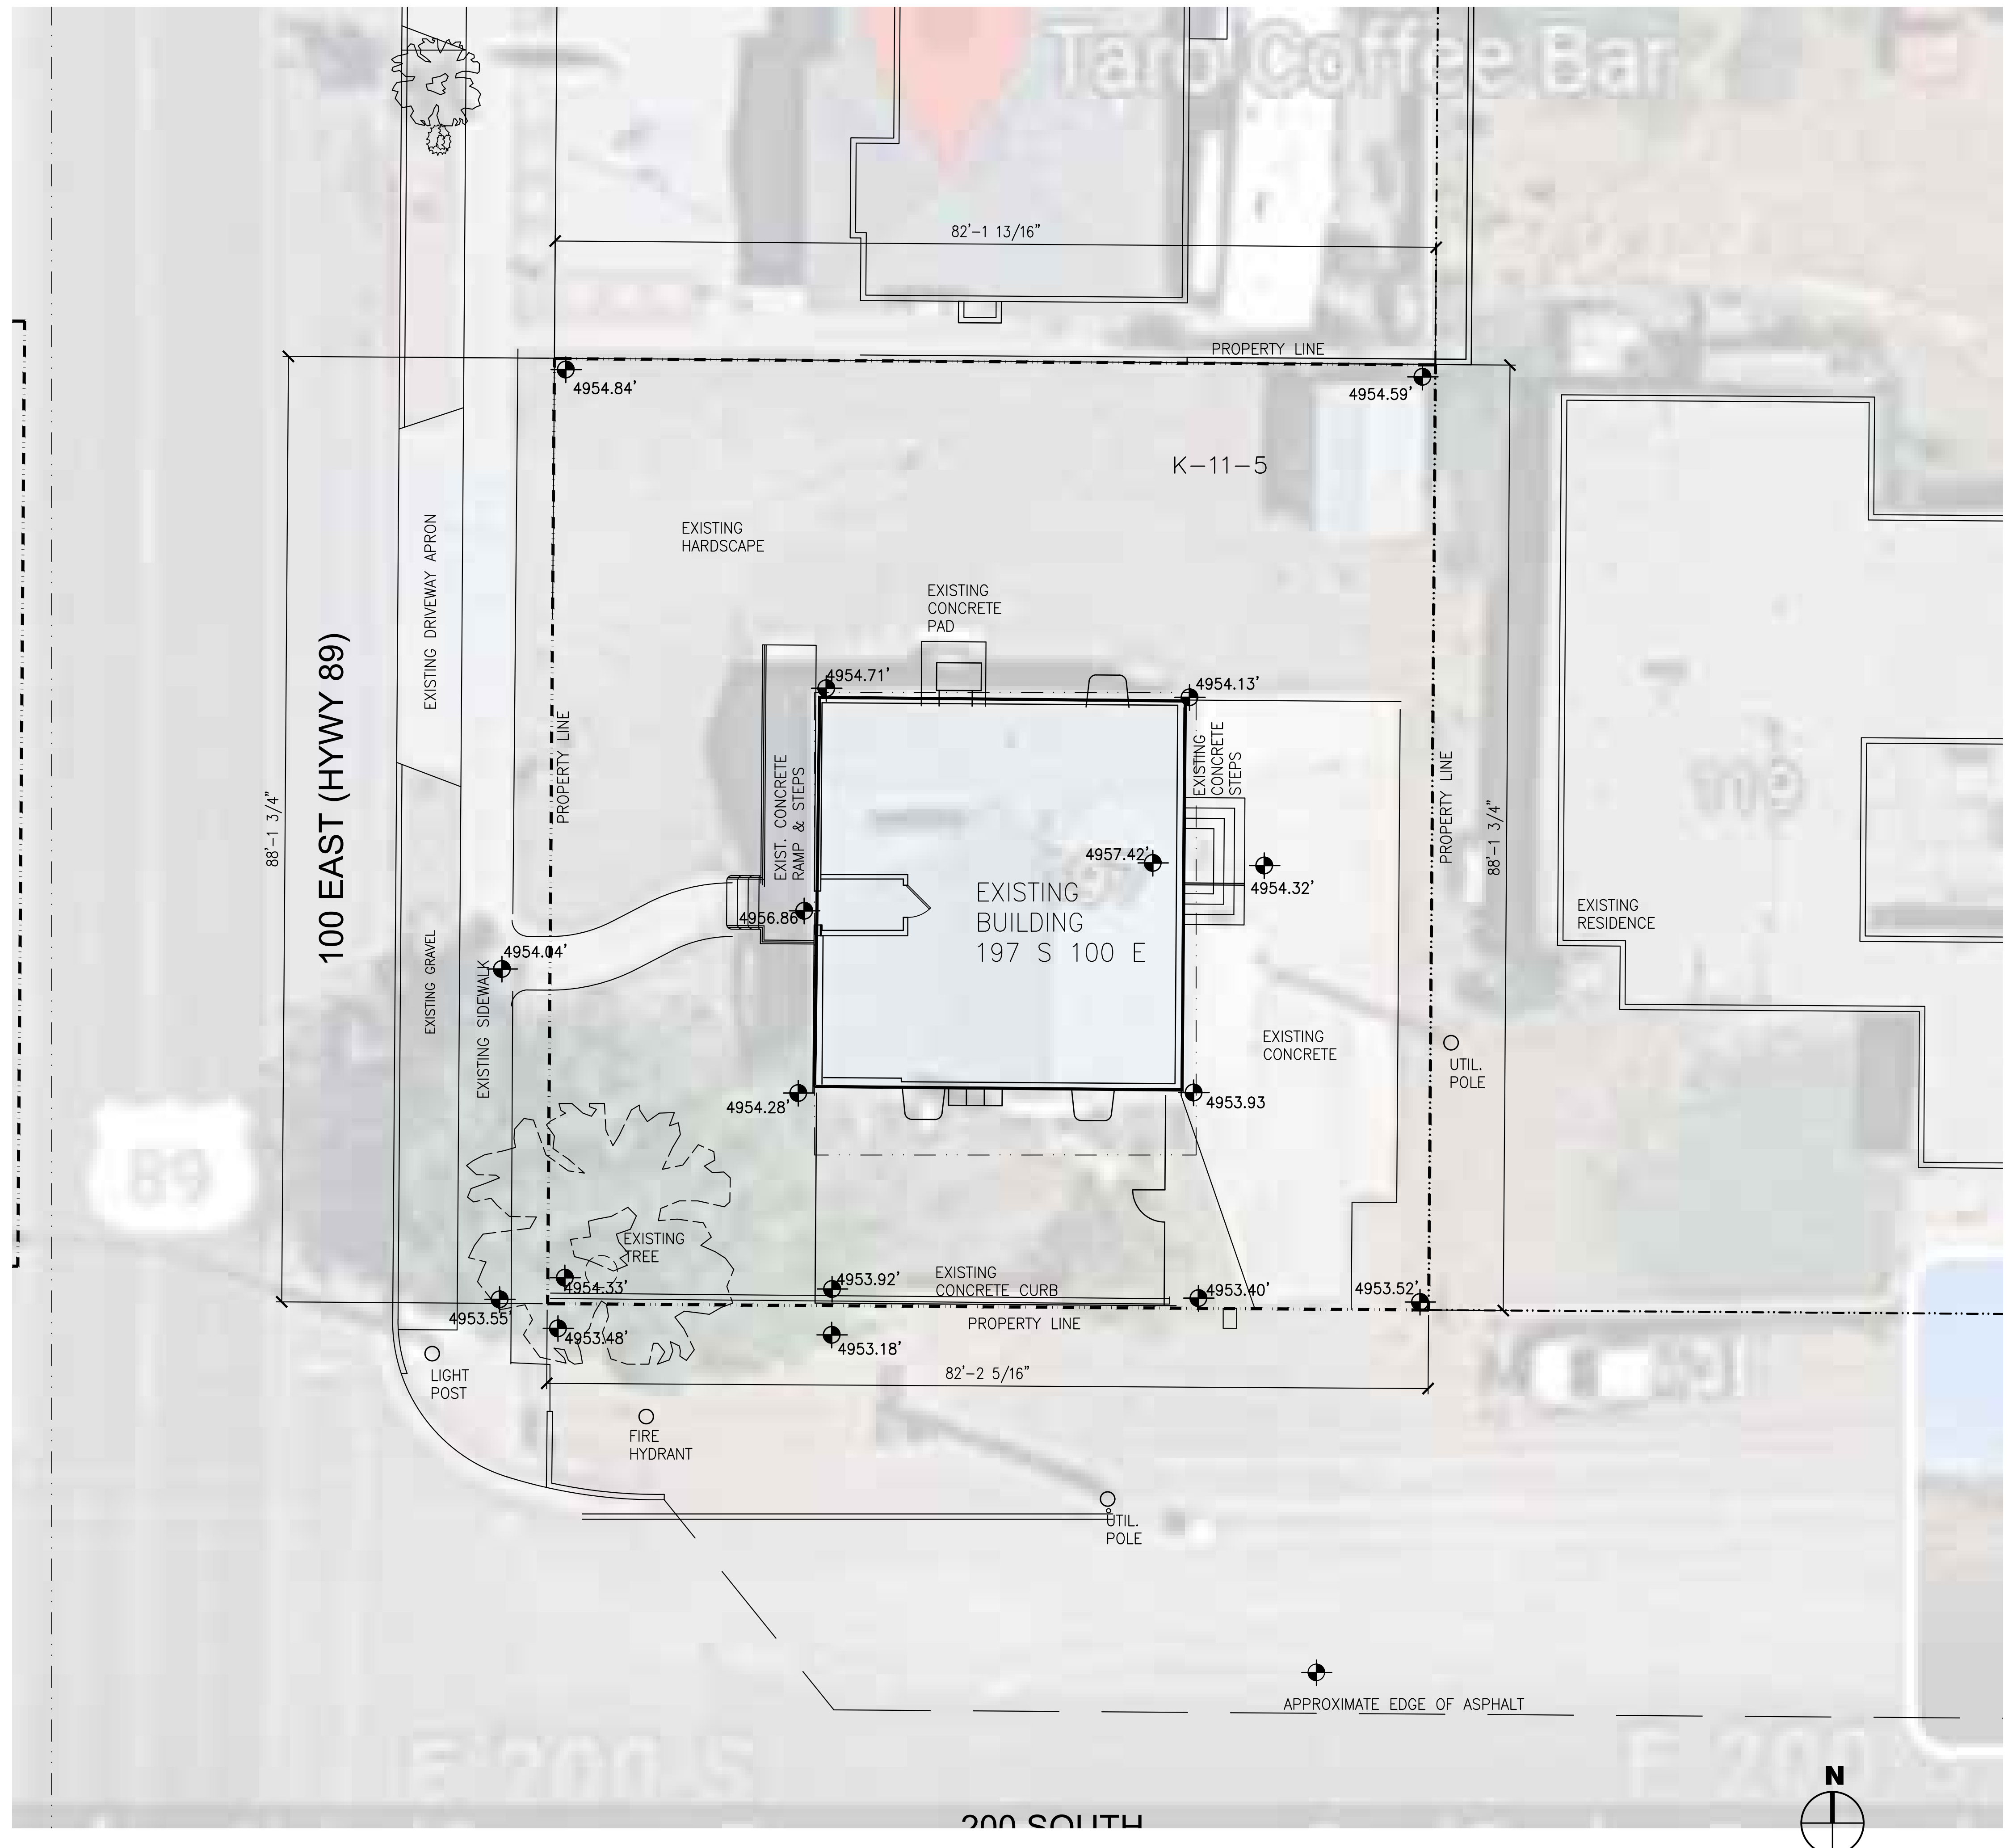 Taro Coffee Bar
82'-1 13/16"
PROPERTY LINE
4954.84'
4954.59'
K-11-5
EXISTING
HARDSCAPE
EXISTING DRIVEWAY APRON
EXISTING
CONCRETE
PAD
100 EAST (HYWY 89)
4954.71'
4954.13'
PROPERTY LINE
EXIST. CONCRETE
RAMP & STEPS
EXISTING
CONCRETE
STEPS
PROPERTY LINE
88'-1 3/4"
88'-1 3/4"
4957.42'
4954.32'
EXISTING
BUILDING
197 S 100 E
4956.86'
EXISTING
RESIDENCE
4954.04'
EXISTING GRAVEL
EXISTING SIDEWALK
EXISTING
CONCRETE
UTIL.
POLE
4954.28'
4953.93
89
EXISTING
TREE
4954.33'
4953.92'
EXISTING
CONCRETE CURB
4953.40'
4953.52'
4953.55'
4953.48'
4953.18'
PROPERTY LINE
82'-2 5/16"
LIGHT
POST
FIRE
HYDRANT
UTIL.
POLE
APPROXIMATE EDGE OF ASPHALT
E 200 S
E 200 S
N
200 SOUTH